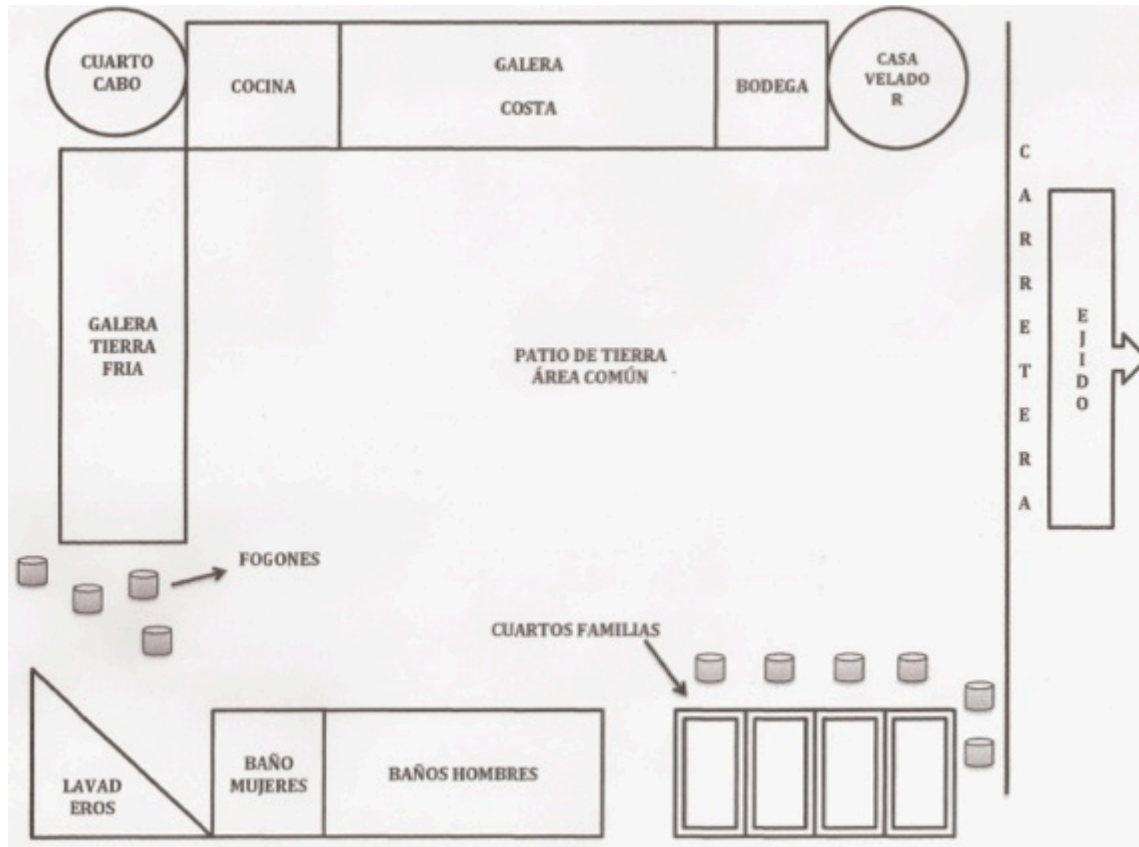 CUARTO
CABO
COCINA
GALERA
COSTA
BODEGA
CASA
VELADO
R
GALERA
TIERRA
FRIA
PATIO DE TIERRA
ÁREA COMÚN
C
A
R
R
E
T
E
R
A
E
J
I
D
O
FOGONES
CUARTOS FAMILIAS
LAVAD
EROS
BAÑO
MUJERES
BAÑOS HOMBRES